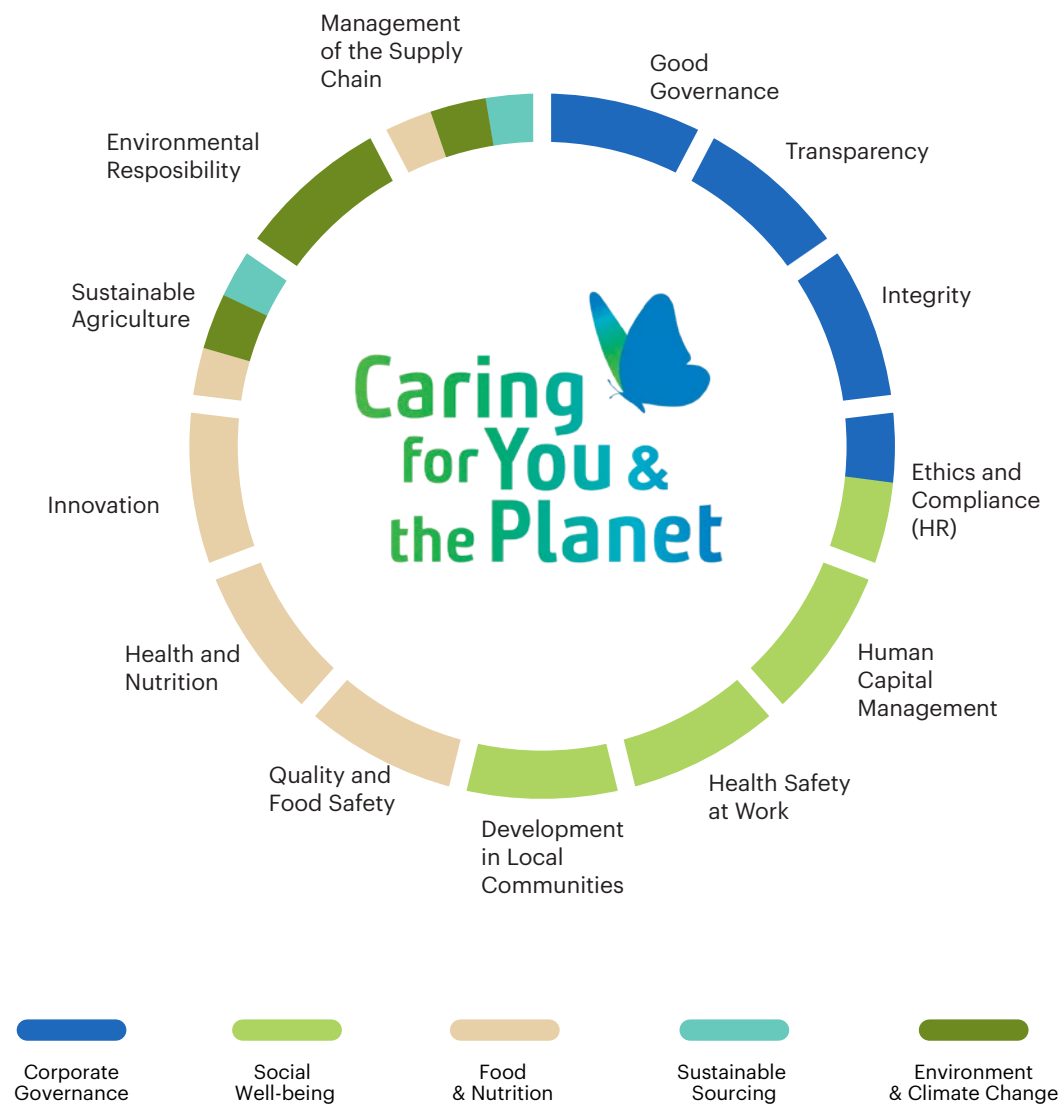 Management
of the Supply
Chain
Good
Governance
Transparency
Integrity
Ethics and
Compliance
(HR)
Human
Capital
Management
Health Safety
at Work
Development
in Local
Communities
Quality and
Food Safety
Health and
Nutrition
Innovation
Sustainable
Agriculture
Environmental
Resposibility
Caring
for You &
the Planet
Corporate
Governance
Social
Well-being
Food
& Nutrition
Sustainable
Sourcing
Environment
& Climate Change